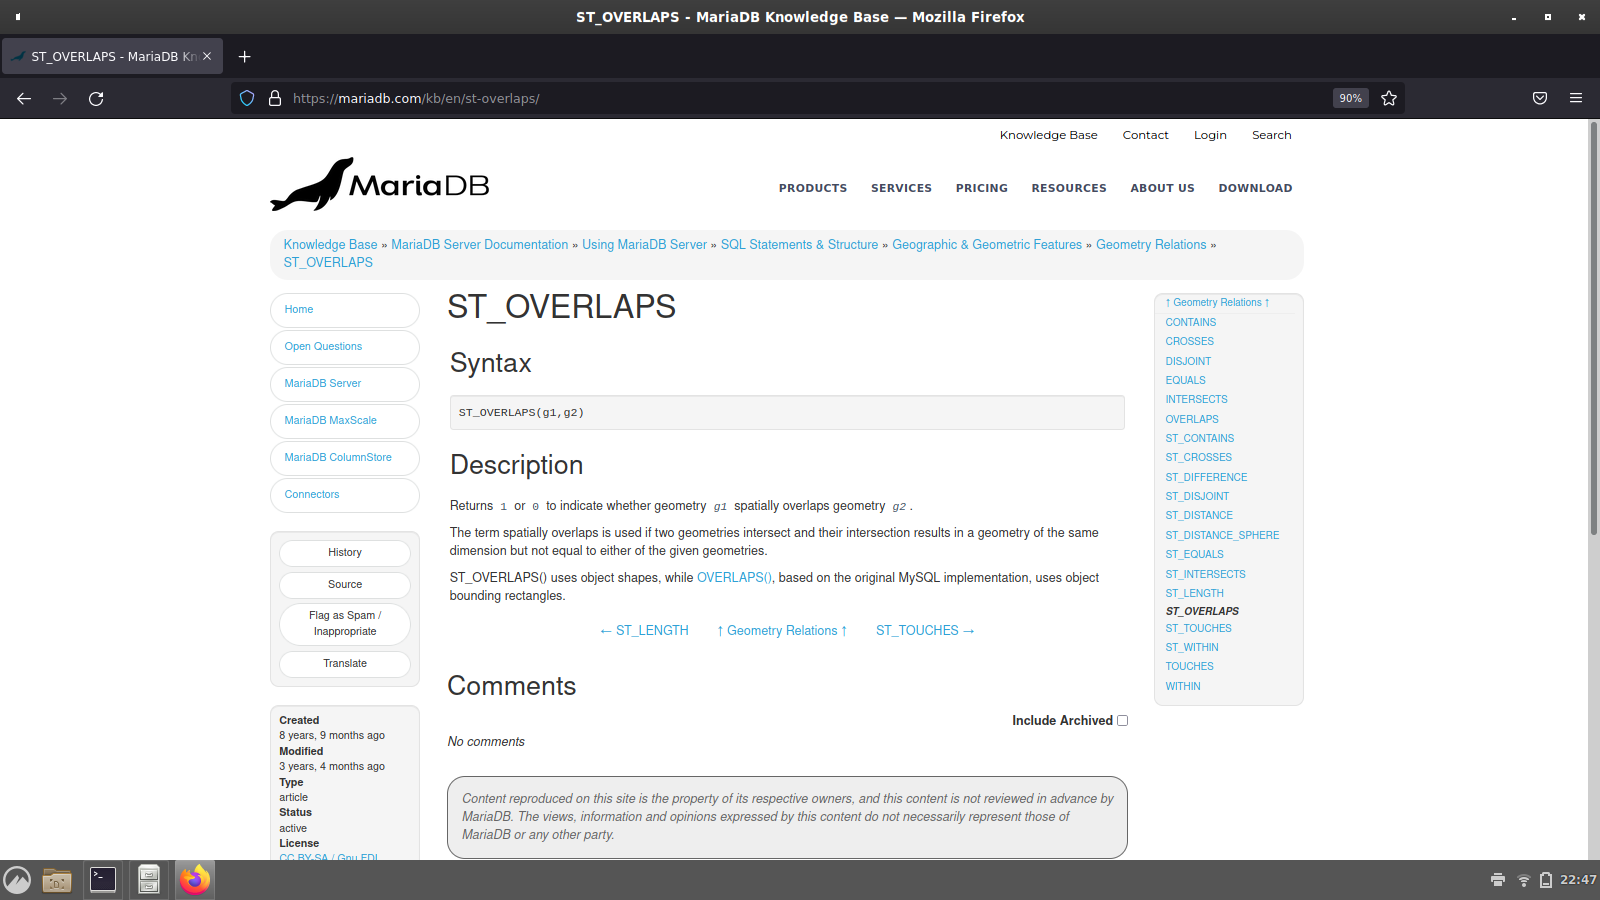 ST_OVERLAPS - MariaDB Knowledge Base — Mozilla Firefox
ST_OVERLAPS - MariaDB Kn
https://mariadb.com/kb/en/st-overlaps/
90%
Knowledge Base Contact Login Search
MariaDB
PRODUCTS SERVICES PRICING RESOURCES ABOUT US DOWNLOAD
Knowledge Base » MariaDB Server Documentation » Using MariaDB Server » SQL Statements & Structure » Geographic & Geometric Features » Geometry Relations »
ST_OVERLAPS
Home
Open Questions
MariaDB Server
MariaDB MaxScale
MariaDB ColumnStore
Connectors
History
Source
Flag as Spam /
Inappropriate
Translate
Created
8 years, 9 months ago
Modified
3 years, 4 months ago
Type
article
Status
active
License
CC BY-SA / Gnu FDL
ST_OVERLAPS
Syntax
ST_OVERLAPS(g1,g2)
Description
Returns 1 or 0 to indicate whether geometry g1 spatially overlaps geometry g2.
The term spatially overlaps is used if two geometries intersect and their intersection results in a geometry of the same
dimension but not equal to either of the given geometries.
ST_OVERLAPS() uses object shapes, while OVERLAPS(), based on the original MySQL implementation, uses object
bounding rectangles.
← ST_LENGTH ↑ Geometry Relations ↑ ST_TOUCHES →
Comments
Include Archived
No comments
Content reproduced on this site is the property of its respective owners, and this content is not reviewed in advance by
MariaDB. The views, information and opinions expressed by this content do not necessarily represent those of
MariaDB or any other party.
↑ Geometry Relations ↑
CONTAINS
CROSSES
DISJOINT
EQUALS
INTERSECTS
OVERLAPS
ST_CONTAINS
ST_CROSSES
ST_DIFFERENCE
ST_DISJOINT
ST_DISTANCE
ST_DISTANCE_SPHERE
ST_EQUALS
ST_INTERSECTS
ST_LENGTH
ST_OVERLAPS
ST_TOUCHES
ST_WITHIN
TOUCHES
WITHIN
22:47